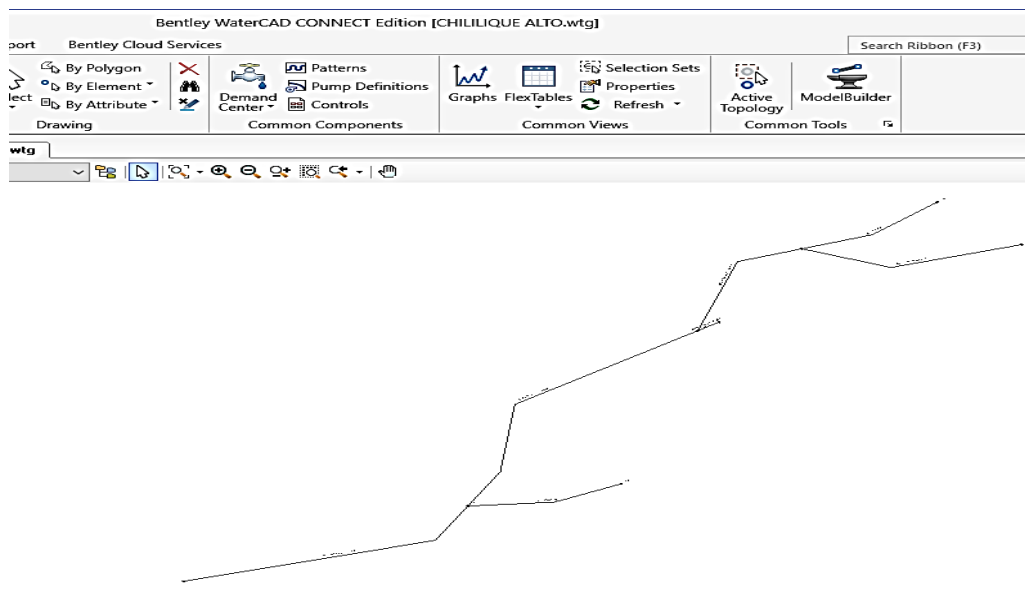 Bentley WaterCAD CONNECT Edition [CHILILIQUE ALTO.wtg]
port Bentley Cloud Services Search Ribbon (F3)
By Polygon Patterns Selection Sets
By Element Pump Definitions Properties
lect By Attribute Demand Center Controls Graphs FlexTables Refresh Active Topology ModelBuilder
Drawing Common Components Common Views Common Tools
wtg